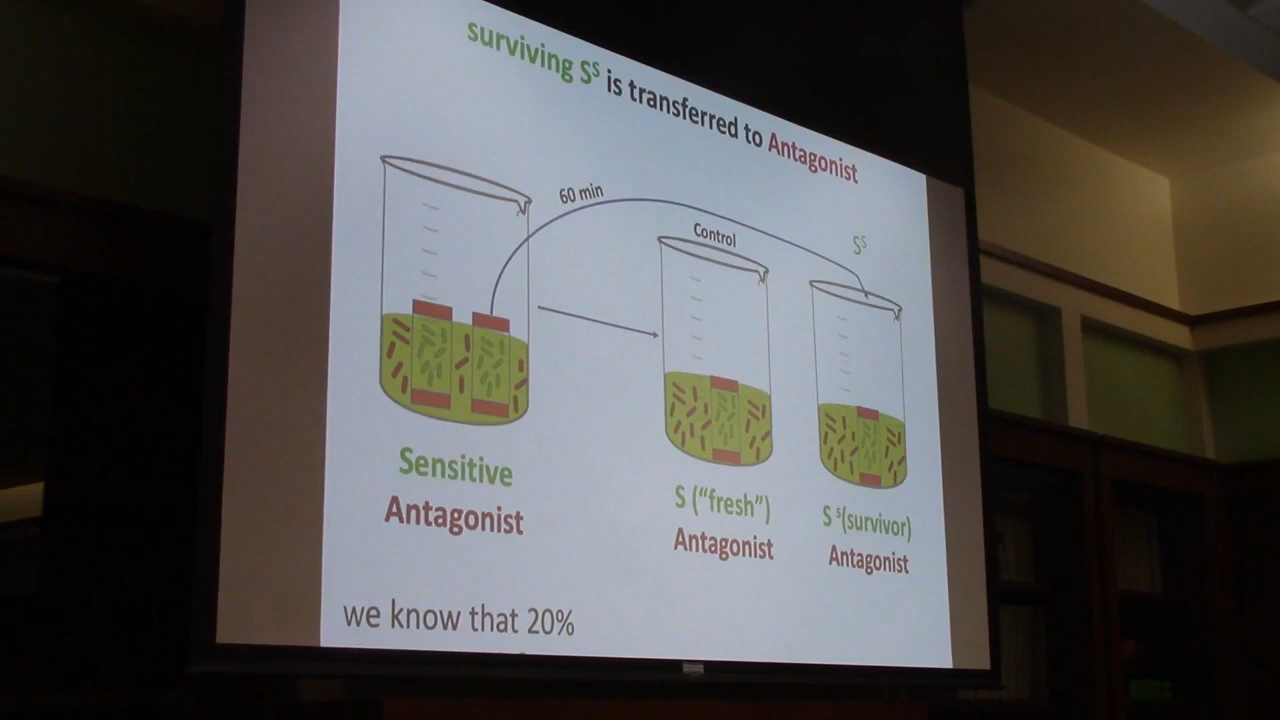 surviving Sˢ is transferred to Antagonist
60 min
Control
Sˢ
Sensitive
Antagonist
S (“fresh”)
Antagonist
S ˢ(survivor)
Antagonist
we know that 20%